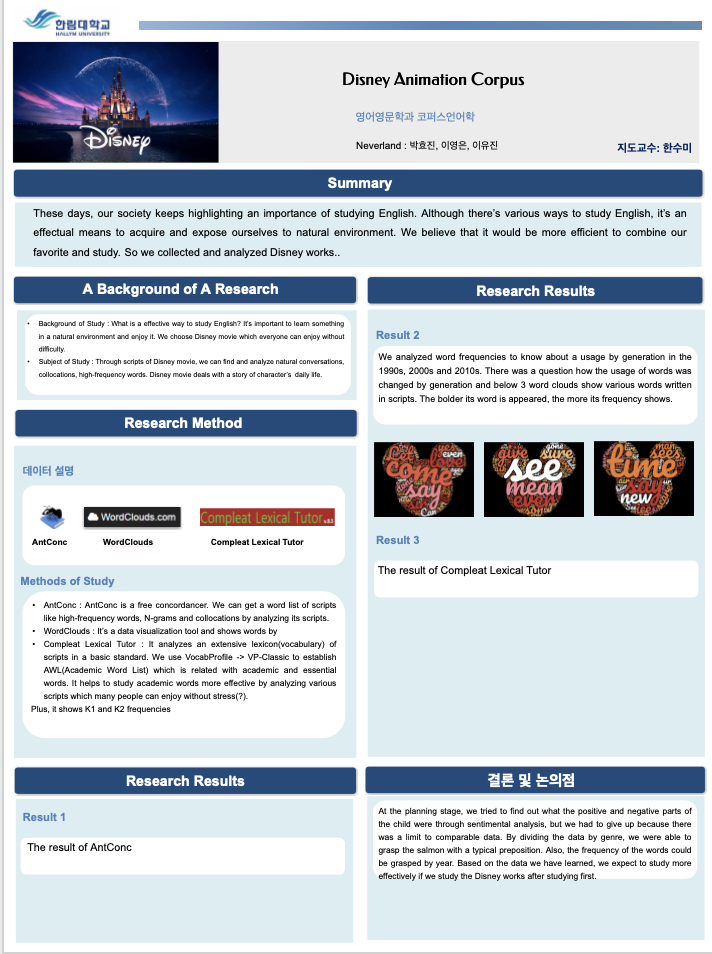 한림대학교
HALLYM UNIVERSITY
Disney Animation Corpus
영어영문학과 코퍼스언어학
Neverland : 박효진, 이영은, 이유진
지도교수: 한수미
Disney
Summary
These days, our society keeps highlighting an importance of studying English. Although there's various ways to study English, it's an
effectual means to acquire and expose ourselves to natural environment. We believe that it would be more efficient to combine our
favorite and study. So we collected and analyzed Disney works..
A Background of A Research
• Background of Study : What is a effective way to study English? It's important to learn something
in a natural environment and enjoy it. We choose Disney movie which everyone can enjoy without
difficulty.
• Subject of Study : Through scripts of Disney movie, we can find and analyze natural conversations,
collocations, high-frequency words. Disney movie deals with a story of character's daily life.
Research Method
데이터 설명
WordClouds.com
Compleat Lexical Tutor v.8.3
AntConc
WordClouds
Compleat Lexical Tutor
Methods of Study
• AntConc : AntConc is a free concordancer. We can get a word list of scripts
like high-frequency words, N-grams and collocations by analyzing its scripts.
• WordClouds : It's a data visualization tool and shows words by
• Compleat Lexical Tutor : It analyzes an extensive lexicon(vocabulary) of
scripts in a basic standard. We use VocabProfile -> VP-Classic to establish
AWL(Academic Word List) which is related with academic and essential
words. It helps to study academic words more effective by analyzing various
scripts which many people can enjoy without stress(?).
Plus, it shows K1 and K2 frequencies
Research Results
Result 1
The result of AntConc
Research Results
Result 2
We analyzed word frequencies to know about a usage by generation in the
1990s, 2000s and 2010s. There was a question how the usage of words was
changed by generation and below 3 word clouds show various words written
in scripts. The bolder its word is appeared, the more its frequency shows.
even
love
come
say
Can
give
gone
sure
see
mean
ever
son
man
sees
time
say
new
Result 3
The result of Compleat Lexical Tutor
결론 및 논의점
At the planning stage, we tried to find out what the positive and negative parts of
the child were through sentimental analysis, but we had to give up because there
was a limit to comparable data. By dividing the data by genre, we were able to
grasp the salmon with a typical preposition. Also, the frequency of the words could
be grasped by year. Based on the data we have learned, we expect to study more
effectively if we study the Disney works after studying first.